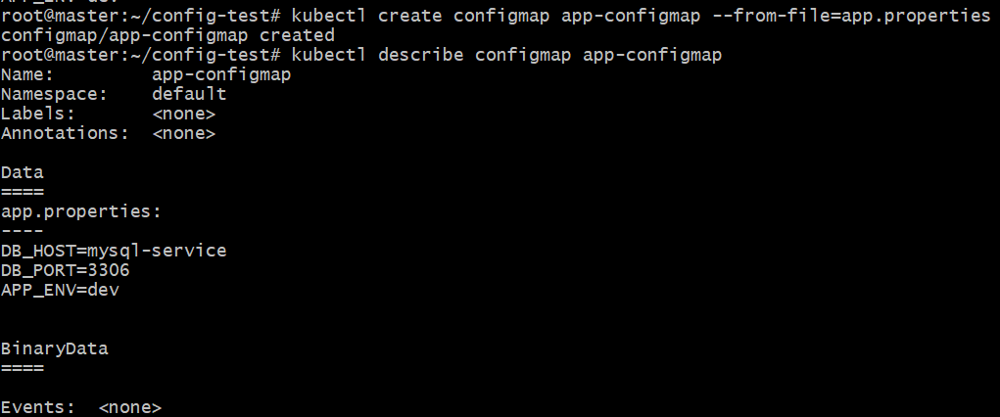 root@master:~/config-test# kubectl create configmap app-configmap --from-file=app.properties
configmap/app-configmap created
root@master:~/config-test# kubectl describe configmap app-configmap
Name:         app-configmap
Namespace:    default
Labels:       <none>
Annotations:  <none>

Data
====
app.properties:
----
DB_HOST=mysql-service
DB_PORT=3306
APP_ENV=dev


BinaryData
====

Events:  <none>